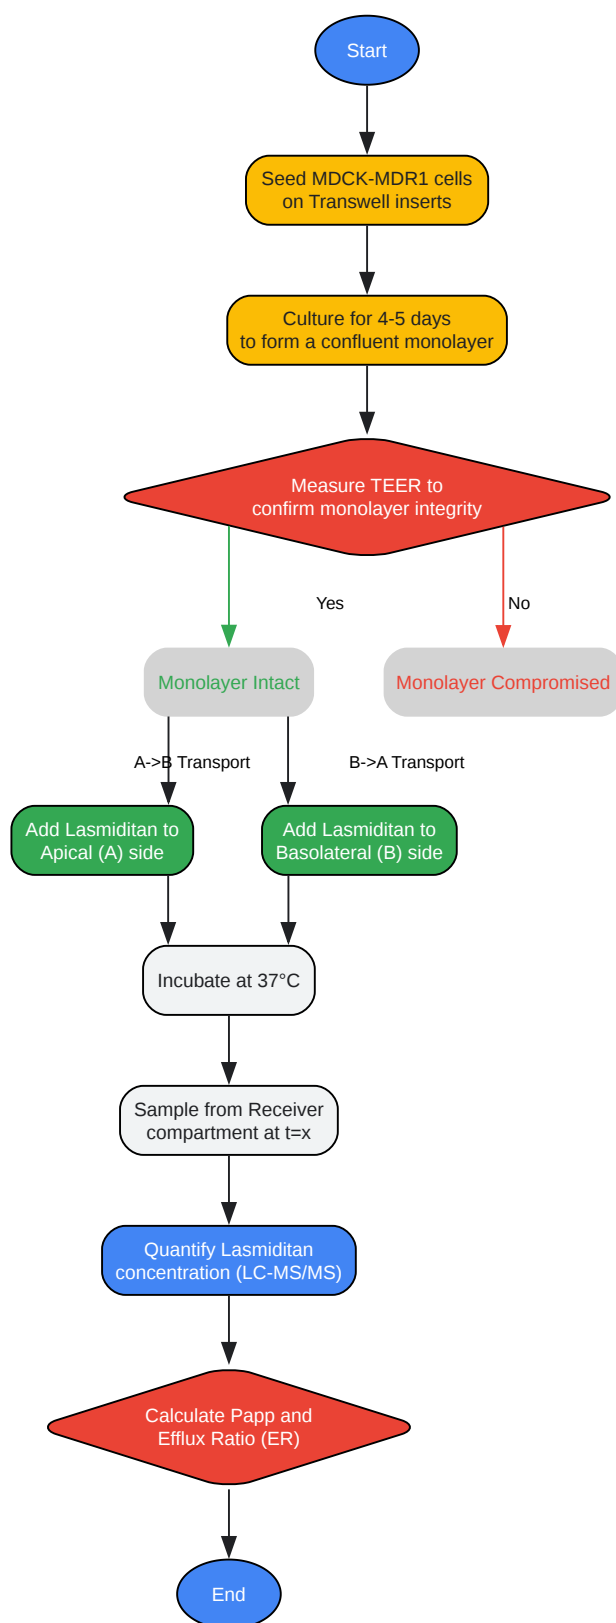 Start
Seed MDCK-MDR1 cells
on Transwell inserts
Culture for 4-5 days
to form a confluent monolayer
Measure TEER to
confirm monolayer integrity
Yes
No
Monolayer Intact
Monolayer Compromised
A->B Transport
B->A Transport
Add Lasmiditan to
Apical (A) side
Add Lasmiditan to
Basolateral (B) side
Incubate at 37°C
Sample from Receiver
compartment at t=x
Quantify Lasmiditan
concentration (LC-MS/MS)
Calculate Papp and
Efflux Ratio (ER)
End